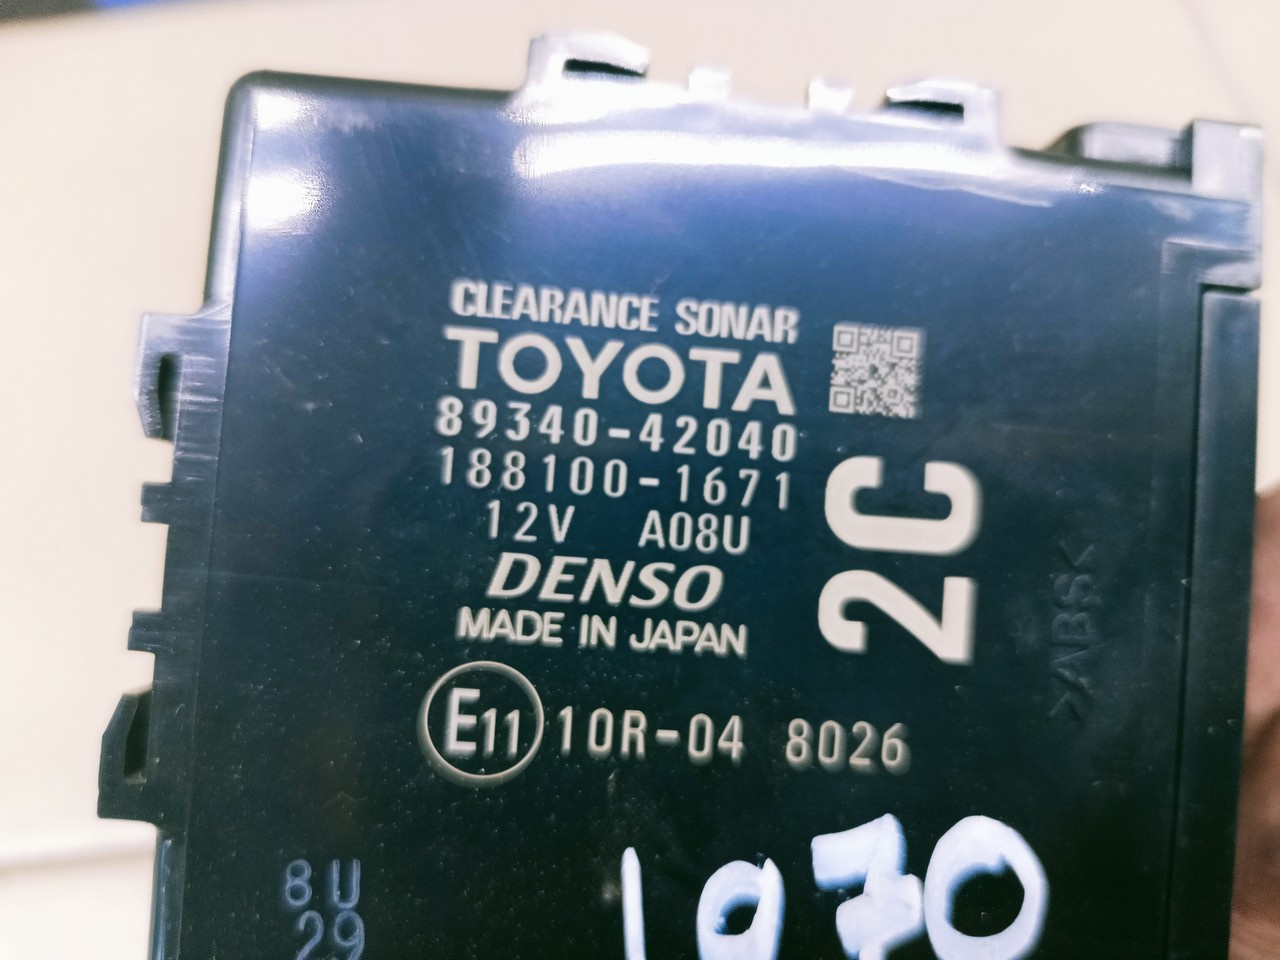 CLEARANCE SONAR
TOYOTA
89340-42040
188100-1671
12V A08U
DENSO
MADE IN JAPAN
2C
E11 10R-04 8026
>ABS<
8U
29
1070